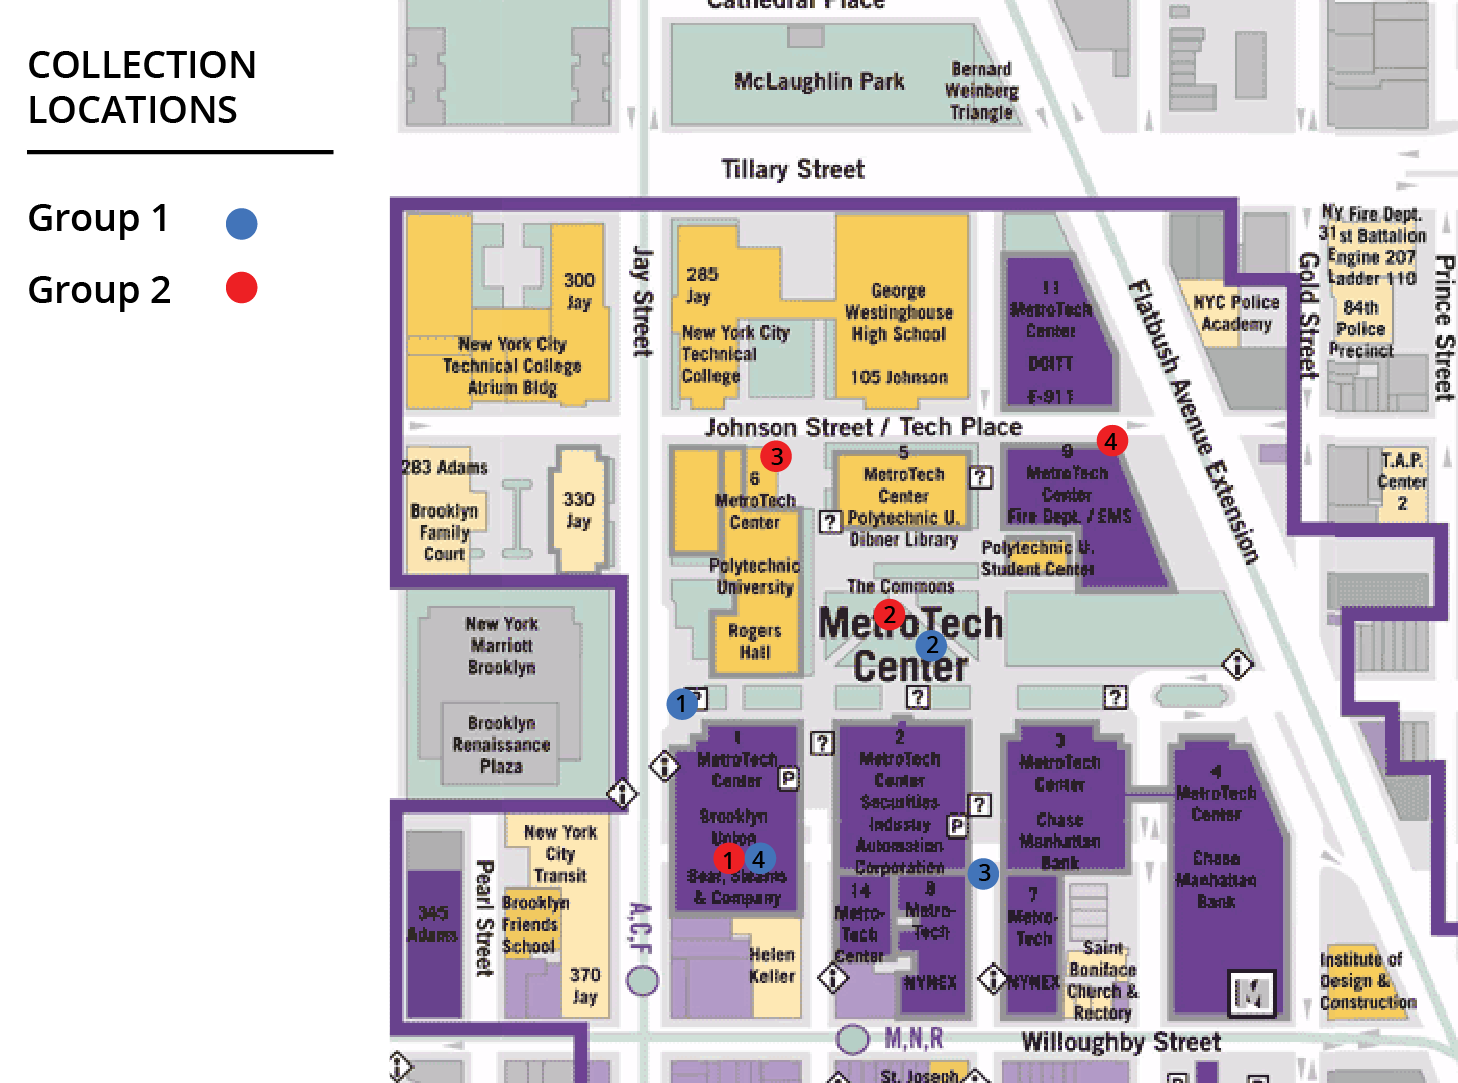 COLLECTION
LOCATIONS
Group 1
Group 2
Cathedral Place
McLaughlin Park
Bernard
Weinberg
Triangle
Tillary Street
Jay Street
300
Jay
New York City
Technical College
Atrium Bldg
285
Jay
New York City
Technical
College
George
Westinghouse
High School
105 Johnson
11
MetroTech
Center
DOITT
E-911
Flatbush Avenue Extension
NYC Police
Academy
Gold Street
NY Fire Dept.
31st Battalion
Engine 207
Ladder 110
84th
Police
Precinct
Prince Street
Johnson Street / Tech Place
283 Adams
Brooklyn
Family
Court
330
Jay
3
6
MetroTech
Center
Polytechnic
University
Rogers
Hall
5
MetroTech
Center
Polytechnic U.
Dibner Library
?
?
4
9
MetroTech
Center
Fire Dept. / EMS
Polytechnic U.
Student Center
T.A.P.
Center
2
The Commons
2
MetroTech
2
Center
New York
Marriott
Brooklyn
Brooklyn
Renaissance
Plaza
1
?
?
?
?
1
MetroTech
Center
P
Brooklyn
Union
1
4
Bear, Stearns
& Company
2
MetroTech
Center
Securities
Industry
Automation
Corporation
?
P
3
3
MetroTech
Center
Chase
Manhattan
Bank
4
MetroTech
Center
Chase
Manhattan
Bank
New York
City
Transit
Brooklyn
Friends
School
370
Jay
Pearl Street
345
Adams
A,C,F
Helen
Keller
14
Metro-
Tech
Center
8
Metro-
Tech
NYNEX
7
Metro-
Tech
NYNEX
Saint
Boniface
Church &
Rectory
Institute of
Design &
Construction
M,N,R
Willoughby Street
St. Joseph